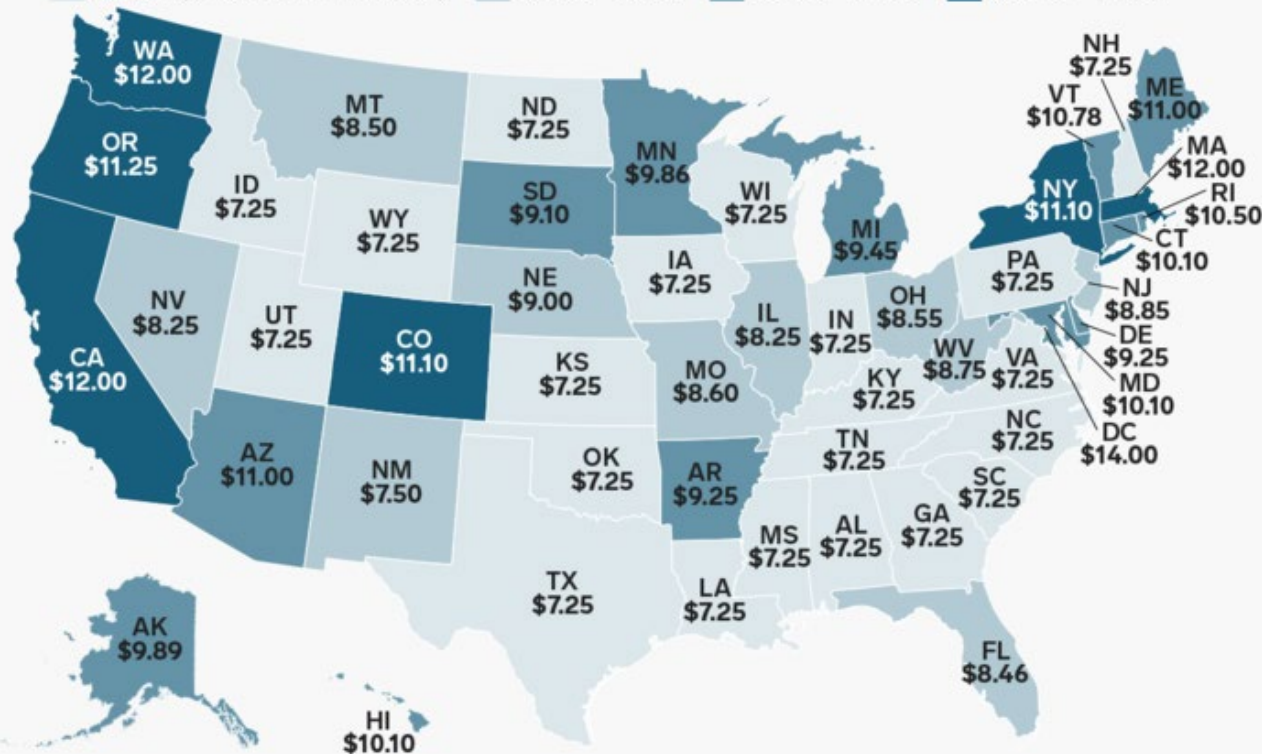 WA
$12.00
OR
$11.25
CA
$12.00
NV
$8.25
ID
$7.25
MT
$8.50
WY
$7.25
UT
$7.25
AZ
$11.00
CO
$11.10
NM
$7.50
ND
$7.25
SD
$9.10
NE
$9.00
KS
$7.25
OK
$7.25
TX
$7.25
MN
$9.86
IA
$7.25
MO
$8.60
AR
$9.25
LA
$7.25
WI
$7.25
IL
$8.25
MI
$9.45
IN
$7.25
OH
$8.55
KY
$7.25
TN
$7.25
MS
$7.25
AL
$7.25
GA
$7.25
FL
$8.46
SC
$7.25
NC
$7.25
VA
$7.25
WV
$8.75
PA
$7.25
NY
$11.10
VT
$10.78
NH
$7.25
ME
$11.00
MA
$12.00
RI
$10.50
CT
$10.10
NJ
$8.85
DE
$9.25
MD
$10.10
DC
$14.00
AK
$9.89
HI
$10.10